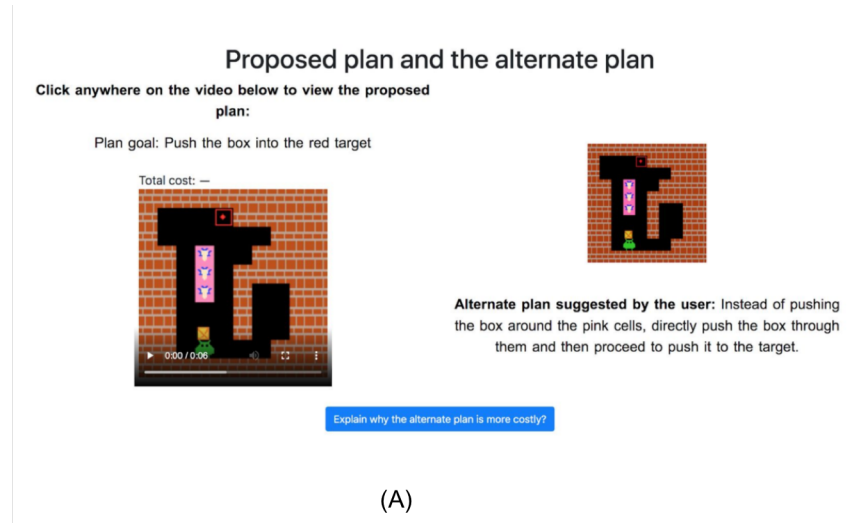 Proposed plan and the alternate plan
Click anywhere on the video below to view the proposed
plan:
Plan goal: Push the box into the red target
Total cost: —
0:00 / 0:06
Alternate plan suggested by the user: Instead of pushing
the box around the pink cells, directly push the box through
them and then proceed to push it to the target.
Explain why the alternate plan is more costly?
(A)